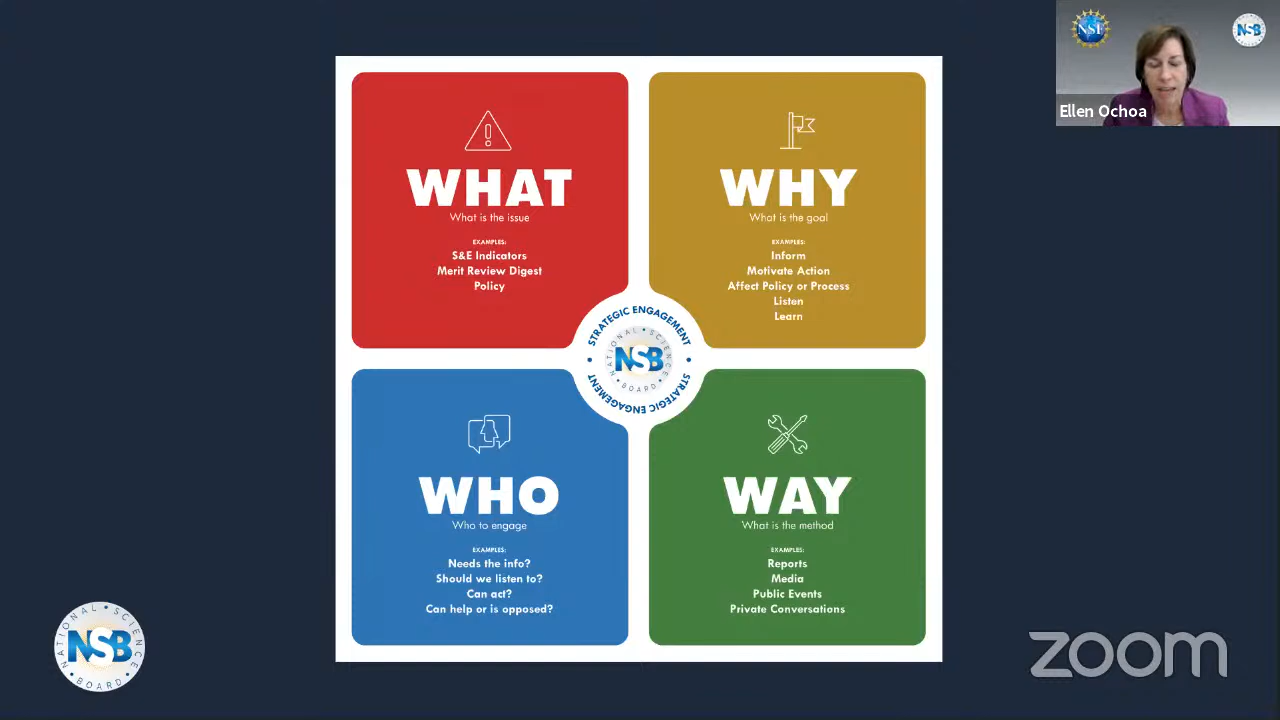 NSF
NSB
Ellen Ochoa
WHAT
What is the issue
EXAMPLES:
S&E Indicators
Merit Review Digest
Policy
WHY
What is the goal
EXAMPLES:
Inform
Motivate Action
Affect Policy or Process
Listen
Learn
STRATEGIC ENGAGEMENT
NATIONAL SCIENCE
NSB
BOARD
STRATEGIC ENGAGEMENT
WHO
Who to engage
EXAMPLES:
Needs the info?
Should we listen to?
Can act?
Can help or is opposed?
WAY
What is the method
EXAMPLES:
Reports
Media
Public Events
Private Conversations
NATIONAL SCIENCE
NSB
BOARD
zoom